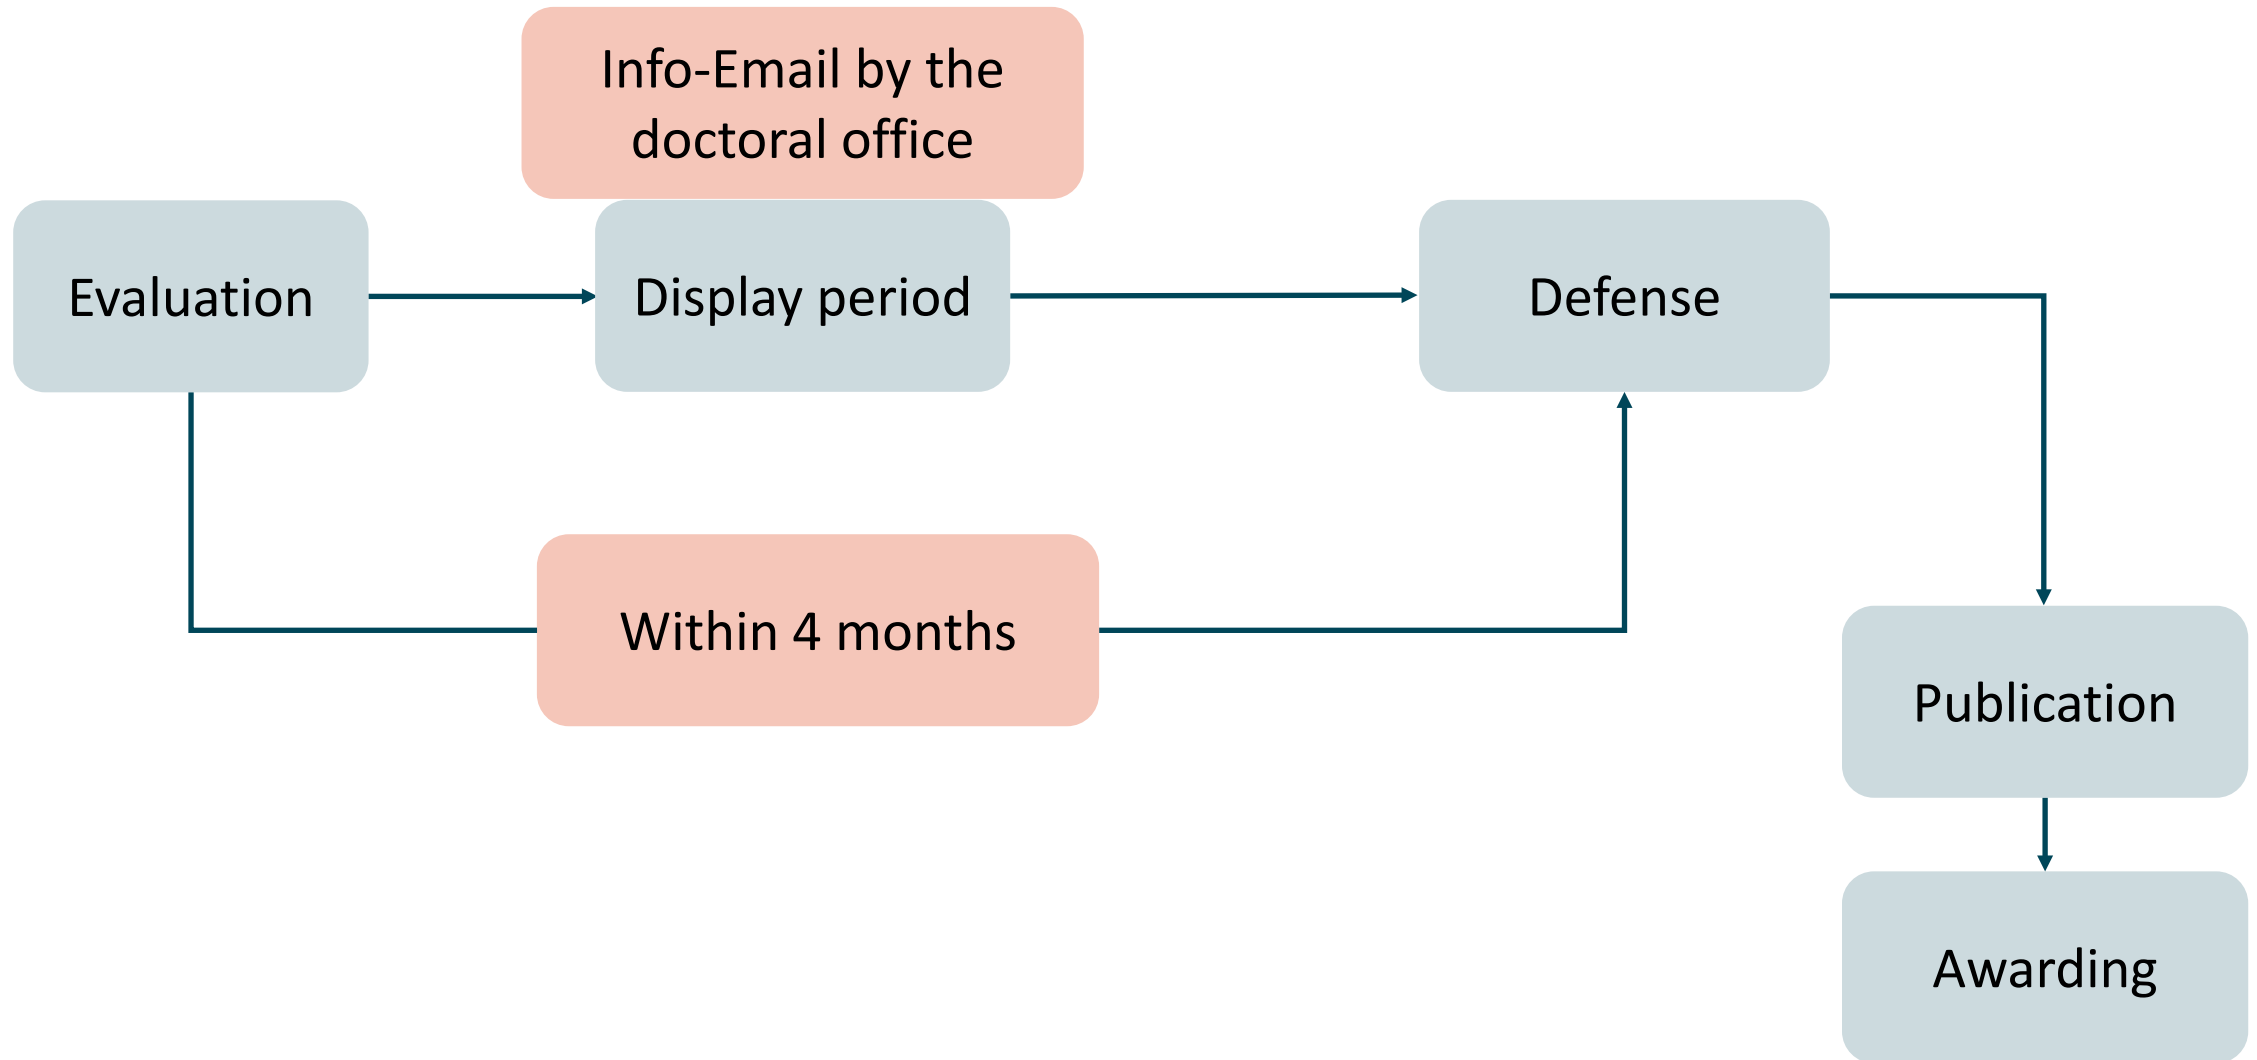 Info-Email by the
doctoral office
Evaluation
Display period
Defense
Within 4 months
Publication
Awarding